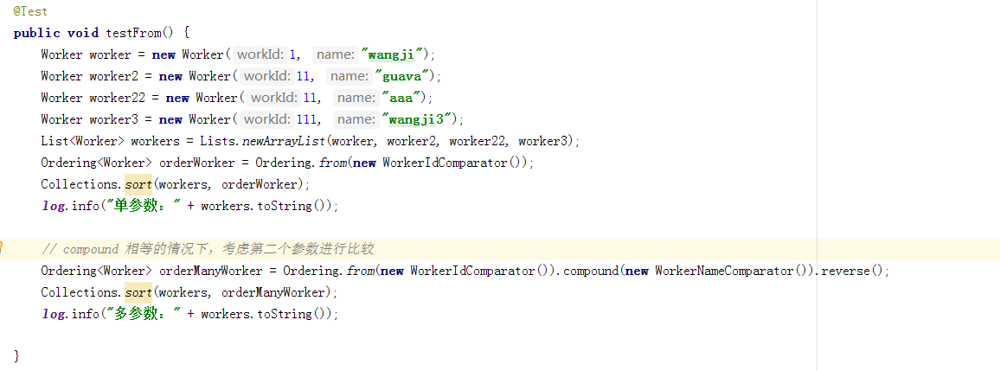 @Test
public void testFrom() {
Worker worker = new Worker( workId: 1, name: "wangji");
Worker worker2 = new Worker( workId: 11, name: "guava");
Worker worker22 = new Worker( workId: 11, name: "aaa");
Worker worker3 = new Worker( workId: 111, name: "wangji3");
List<Worker> workers = Lists.newArrayList(worker, worker2, worker22, worker3);
Ordering<Worker> orderWorker = Ordering.from(new WorkerIdComparator());
Collections.sort(workers, orderWorker);
log.info("单参数：" + workers.toString());
// compound 相等的情况下，考虑第二个参数进行比较
Ordering<Worker> orderManyWorker = Ordering.from(new WorkerIdComparator()).compound(new WorkerNameComparator()).reverse();
Collections.sort(workers, orderManyWorker);
log.info("多参数：" + workers.toString());
}